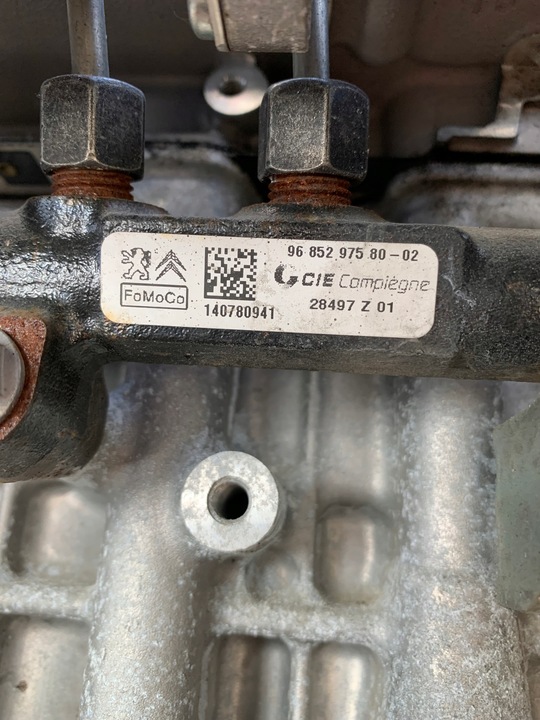 96 852 975 80-02
FoMoCo
CIE Compiègne
140780941
28497 Z 01